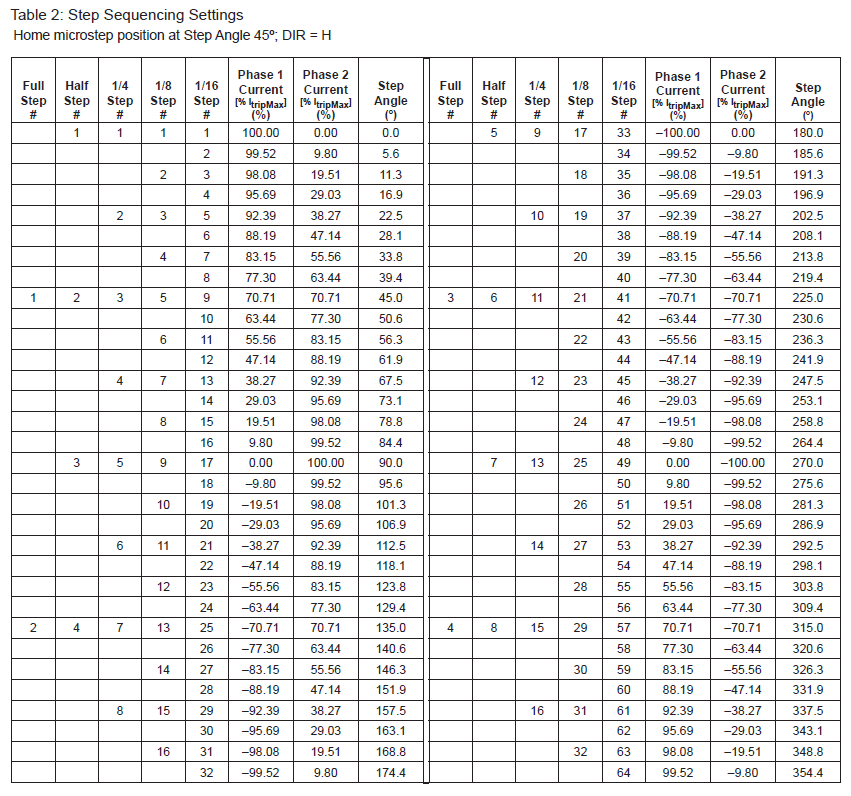 Table 2: Step Sequencing Settings
Home microstep position at Step Angle 45º; DIR = H
Full Step # Half Step # 1/4 Step # 1/8 Step # 1/16 Step # Phase 1 Current [% ItripMax] (%) Phase 2 Current [% ItripMax] (%) Step Angle (º) Full Step # Half Step # 1/4 Step # 1/8 Step # 1/16 Step # Phase 1 Current [% ItripMax] (%) Phase 2 Current [% ItripMax] (%) Step Angle (º)
1 1 1 1 100.00 0.00 0.0 5 9 17 33 –100.00 0.00 180.0
2 99.52 9.80 5.6 34 –99.52 –9.80 185.6
2 3 98.08 19.51 11.3 18 35 –98.08 –19.51 191.3
4 95.69 29.03 16.9 36 –95.69 –29.03 196.9
2 3 5 92.39 38.27 22.5 10 19 37 –92.39 –38.27 202.5
6 88.19 47.14 28.1 38 –88.19 –47.14 208.1
4 7 83.15 55.56 33.8 20 39 –83.15 –55.56 213.8
8 77.30 63.44 39.4 40 –77.30 –63.44 219.4
1 2 3 5 9 70.71 70.71 45.0 3 6 11 21 41 –70.71 –70.71 225.0
10 63.44 77.30 50.6 42 –63.44 –77.30 230.6
6 11 55.56 83.15 56.3 22 43 –55.56 –83.15 236.3
12 47.14 88.19 61.9 44 –47.14 –88.19 241.9
4 7 13 38.27 92.39 67.5 12 23 45 –38.27 –92.39 247.5
14 29.03 95.69 73.1 46 –29.03 –95.69 253.1
8 15 19.51 98.08 78.8 24 47 –19.51 –98.08 258.8
16 9.80 99.52 84.4 48 –9.80 –99.52 264.4
3 5 9 17 0.00 100.00 90.0 7 13 25 49 0.00 –100.00 270.0
18 –9.80 99.52 95.6 50 9.80 –99.52 275.6
10 19 –19.51 98.08 101.3 26 51 19.51 –98.08 281.3
20 –29.03 95.69 106.9 52 29.03 –95.69 286.9
6 11 21 –38.27 92.39 112.5 14 27 53 38.27 –92.39 292.5
22 –47.14 88.19 118.1 54 47.14 –88.19 298.1
12 23 –55.56 83.15 123.8 28 55 55.56 –83.15 303.8
24 –63.44 77.30 129.4 56 63.44 –77.30 309.4
2 4 7 13 25 –70.71 70.71 135.0 4 8 15 29 57 70.71 –70.71 315.0
26 –77.30 63.44 140.6 58 77.30 –63.44 320.6
14 27 –83.15 55.56 146.3 30 59 83.15 –55.56 326.3
28 –88.19 47.14 151.9 60 88.19 –47.14 331.9
8 15 29 –92.39 38.27 157.5 16 31 61 92.39 –38.27 337.5
30 –95.69 29.03 163.1 62 95.69 –29.03 343.1
16 31 –98.08 19.51 168.8 32 63 98.08 –19.51 348.8
32 –99.52 9.80 174.4 64 99.52 –9.80 354.4